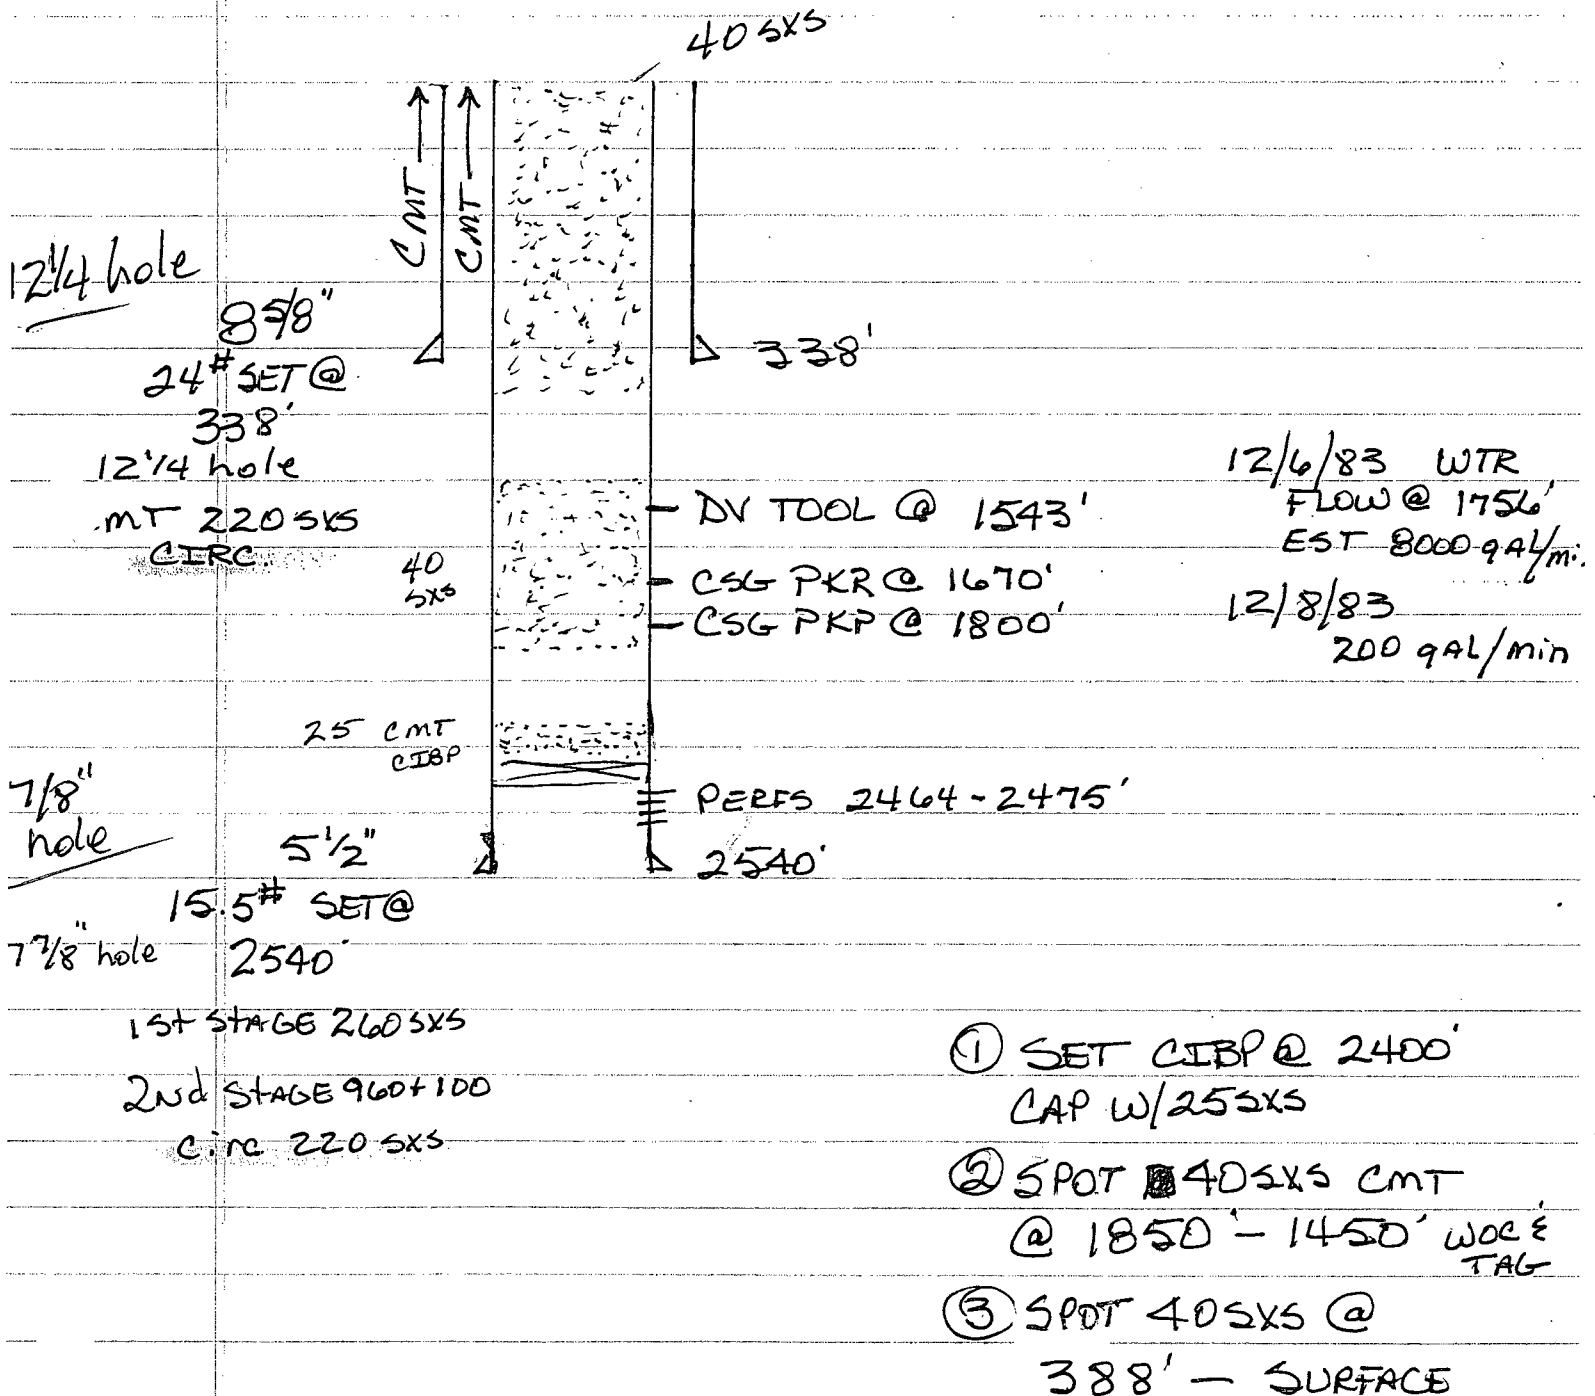 40 SXS
CMT →
CMT →
12 1/4 hole
8 5/8"
24# SET @
338'
12 1/4 hole
MT 220 SXS
CIRC.
338'
DV TOOL @ 1543'
CSG PKR @ 1670'
CSG PKP @ 1800'
40
SXS
12/6/83 WTR
FLOW @ 1756'
EST 8000 gAL/mi.
12/8/83
200 gAL/min
25 CMT
CIBP
PERFS 2464-2475'
2540'
7/8"
hole
5 1/2"
15.5# SET @
7 7/8" hole 2540'
1st STAGE 260 SXS
2Nd STAGE 960+100
circ 220 SXS
① SET CIBP @ 2400'
CAP W/25 SXS
② SPOT 40 SXS CMT
@ 1850' - 1450' WOC &
TAG
③ SPOT 40 SXS @
388' - SURFACE